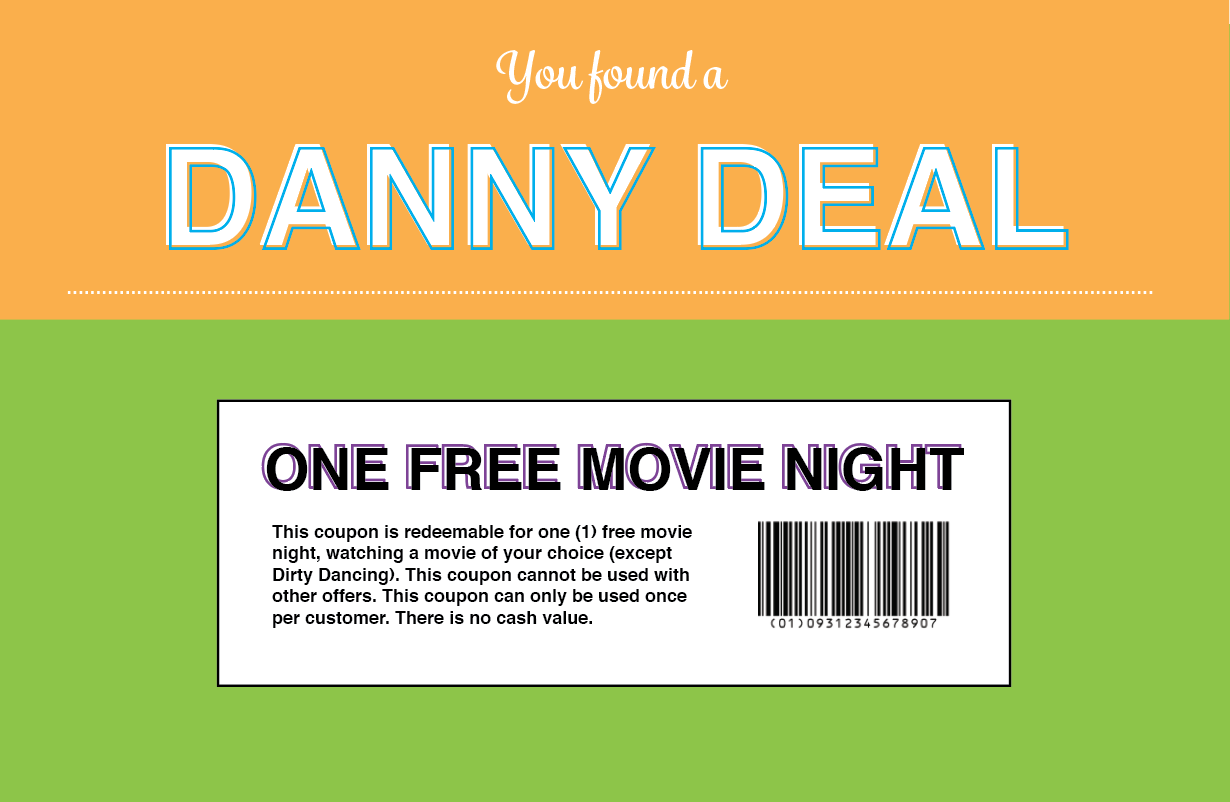 You found a
DANNY DEAL
ONE FREE MOVIE NIGHT
This coupon is redeemable for one (1) free movie
night, watching a movie of your choice (except
Dirty Dancing). This coupon cannot be used with
other offers. This coupon can only be used once
per customer. There is no cash value.
(01)09312345678907